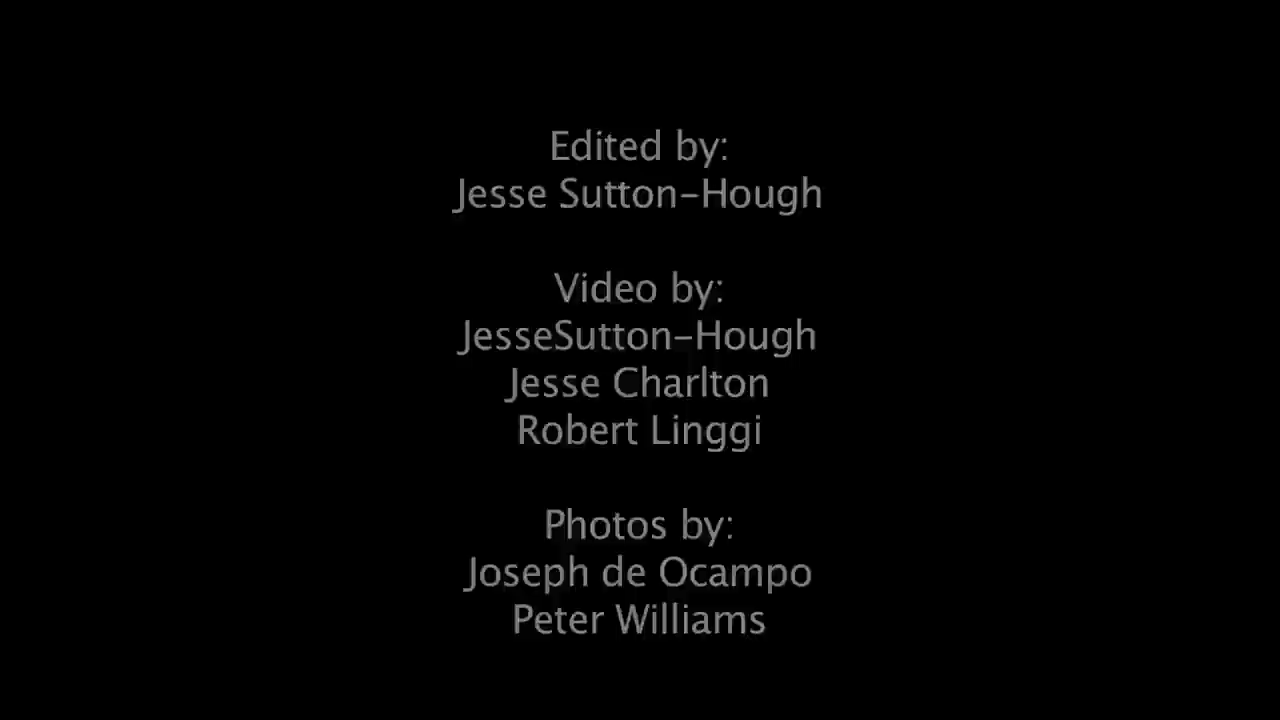 Edited by:
Jesse Sutton-Hough
Video by:
JesseSutton-Hough
Jesse Charlton
Robert Linggi
Photos by:
Joseph de Ocampo
Peter Williams